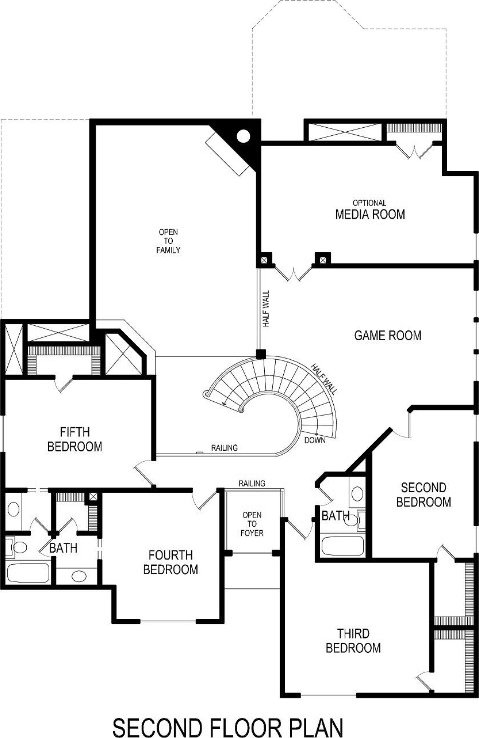 OPTIONAL
MEDIA ROOM
OPEN
TO
FAMILY
HALF WALL
GAME ROOM
HALF WALL
FIFTH
BEDROOM
RAILING
DOWN
RAILING
SECOND
BEDROOM
OPEN
TO
FOYER
BATH
BATH
FOURTH
BEDROOM
THIRD
BEDROOM
SECOND FLOOR PLAN